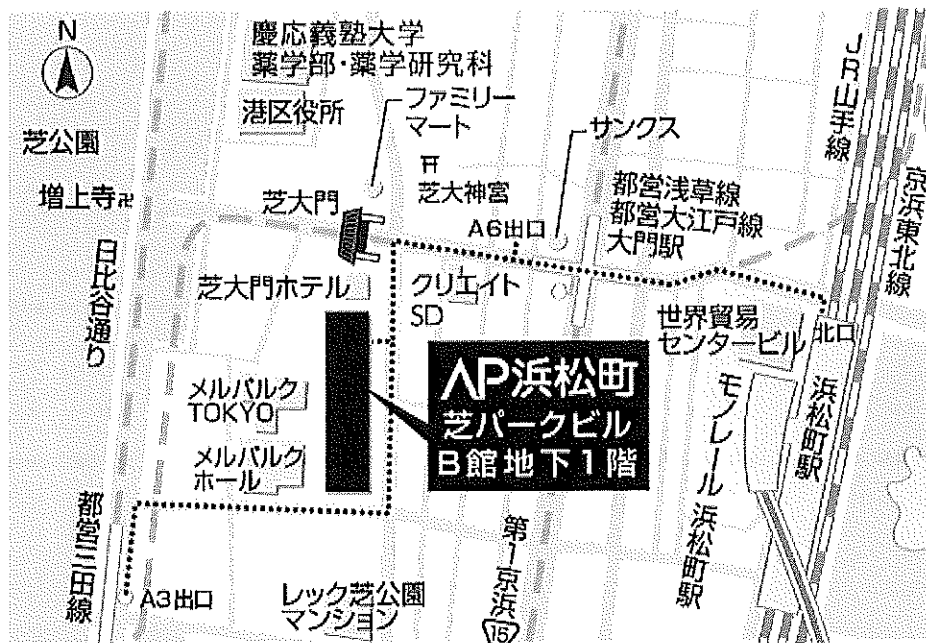 N
慶応義塾大学
薬学部・薬学研究科
港区役所
ファミリー
マート
サンクス
芝公園
増上寺卍
芝大門
芝大神宮
A6出口
都営浅草線
都営大江戸線
大門駅
JR山手線
京浜東北線
日比谷通り
芝大門ホテル
クリエイト
SD
世界貿易
センタービル
北口
AP浜松町
芝パークビル
B館地下1階
メルパルク
TOKYO
メルパルク
ホール
モノレール浜松町駅
浜松町駅
都営三田線
A3出口
レック芝公園
マンション
第1京浜
15